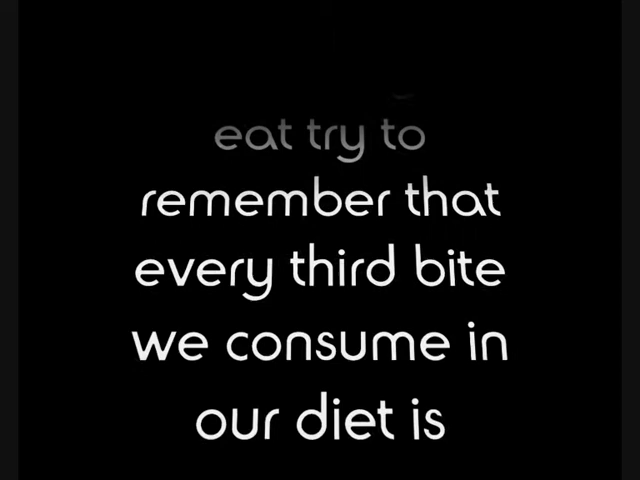 eat try to
remember that
every third bite
we consume in
our diet is